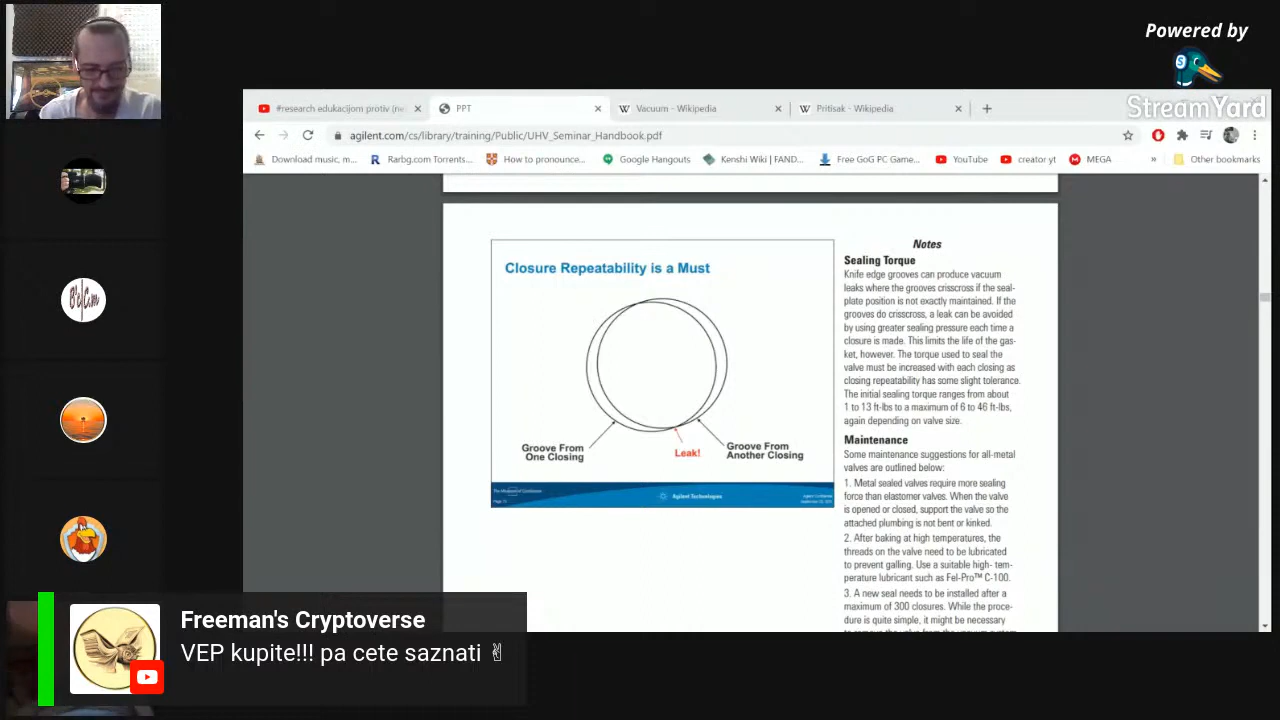 Powered by
StreamYard
#research edukacijom protiv (ne
PPT
Vacuum - Wikipedia
Pritisak - Wikipedia
agilent.com/cs/library/training/Public/UHV_Seminar_Handbook.pdf
Download music, m...
Rarbg.com Torrents...
How to pronounce...
Google Hangouts
Kenshi Wiki | FAND...
Free GoG PC Game...
YouTube
creator yt
MEGA
Other bookmarks
Closure Repeatability is a Must
Groove From
One Closing
Leak!
Groove From
Another Closing
Agilent Technologies
Notes
Sealing Torque
Knife edge grooves can produce vacuum
leaks where the grooves crisscross if the seal-
plate position is not exactly maintained. If the
grooves do crisscross, a leak can be avoided
by using greater sealing pressure each time a
closure is made. This limits the life of the gas-
ket, however. The torque used to seal the
valve must be increased with each closing as
closing repeatability has some slight tolerance.
The initial sealing torque ranges from about
1 to 13 ft-lbs to a maximum of 6 to 46 ft-lbs,
again depending on valve size.
Maintenance
Some maintenance suggestions for all-metal
valves are outlined below:
1. Metal sealed valves require more sealing
force than elastomer valves. When the valve
is opened or closed, support the valve so the
attached plumbing is not bent or kinked.
2. After baking at high temperatures, the
threads on the valve need to be lubricated
to prevent galling. Use a suitable high- tem-
perature lubricant such as Fel-Pro™ C-100.
3. A new seal needs to be installed after a
maximum of 300 closures. While the proce-
dure is quite simple, it might be necessary
Freeman's Cryptoverse
VEP kupite!!! pa cete saznati ✌